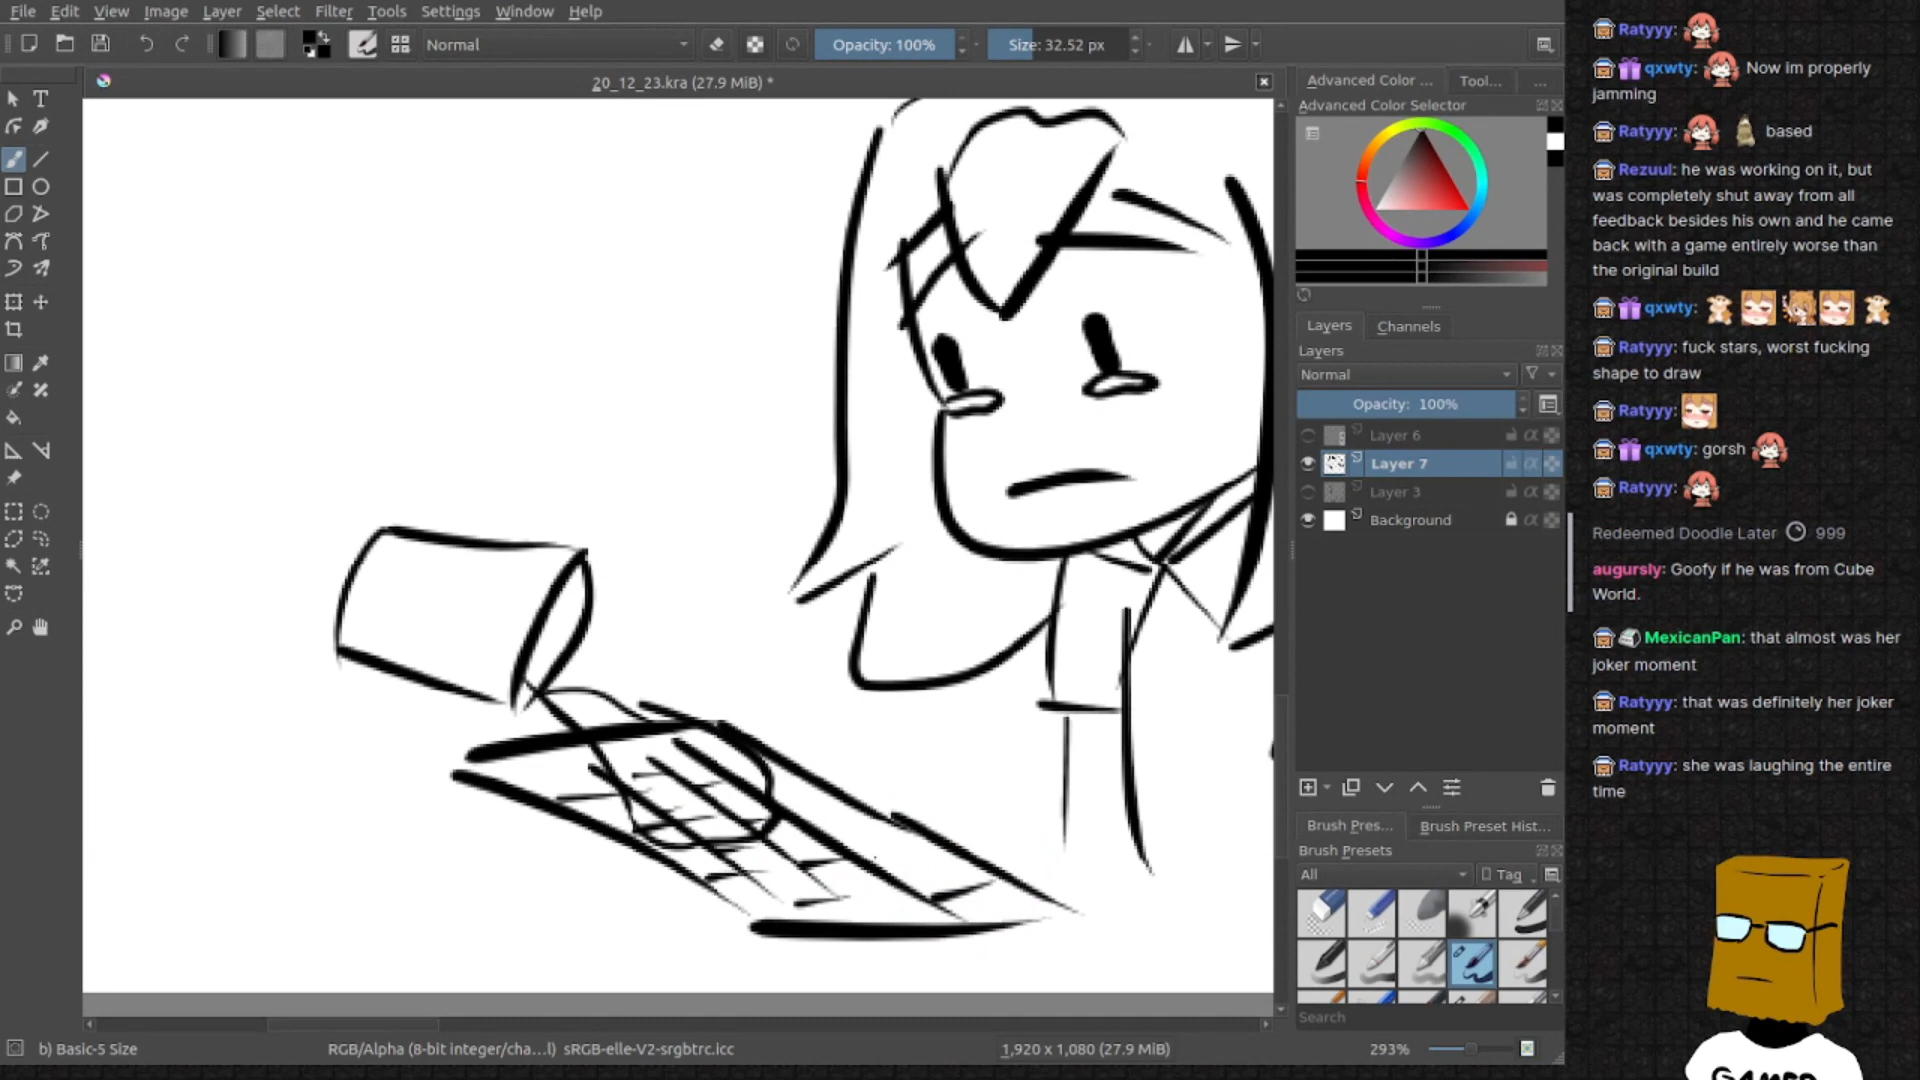 File Edit View Image Layer Select Filter Tools Settings Window Help
Normal
Opacity: 100%
Size: 32.52 px
20_12_23.kra (27.9 MiB) *
Advanced Color ...
Tool...
...
Advanced Color Selector
Layers
Channels
Layers
Normal
Opacity: 100%
Layer 6
Layer 7
Layer 3
Background
Brush Pres...
Brush Preset Hist...
Brush Presets
All
Tag
Search
b) Basic-5 Size
RGB/Alpha (8-bit integer/cha...l) sRGB-elle-V2-srgbtrc.icc
1,920 x 1,080 (27.9 MiB)
293%
Ratyyy:
qxwty: Now im properly
jamming
Ratyyy: based
Rezuul: he was working on it, but
was completely shut away from all
feedback besides his own and he came
back with a game entirely worse than
the original build
qxwty:
Ratyyy: fuck stars, worst fucking
shape to draw
Ratyyy:
qxwty: gorsh
Ratyyy:
Redeemed Doodle Later 999
augursly: Goofy if he was from Cube
World.
MexicanPan: that almost was her
joker moment
Ratyyy: that was definitely her joker
moment
Ratyyy: she was laughing the entire
time
GAMER